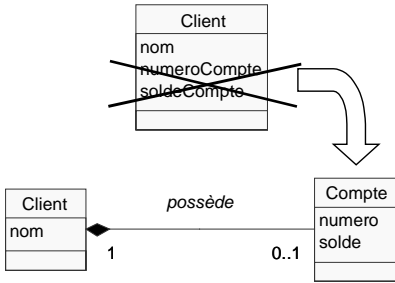 Client
nom
numeroCompte
soldeCompte
Client
nom
possède
1
0..1
Compte
numero
solde